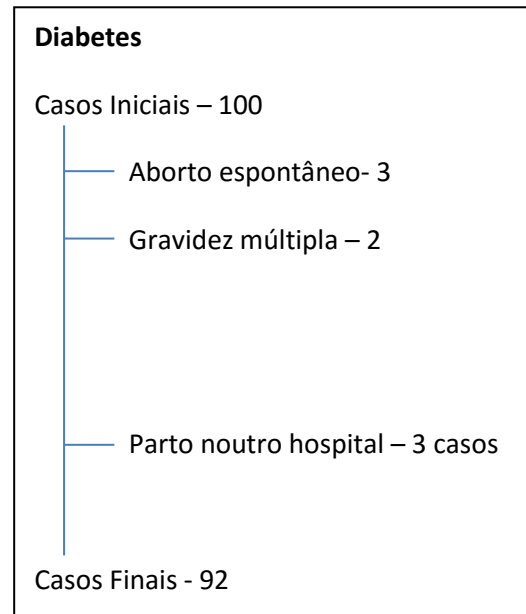 Diabetes
Casos Iniciais – 100
Aborto espontâneo- 3
Gravidez múltipla – 2
Parto noutro hospital – 3 casos
Casos Finais - 92